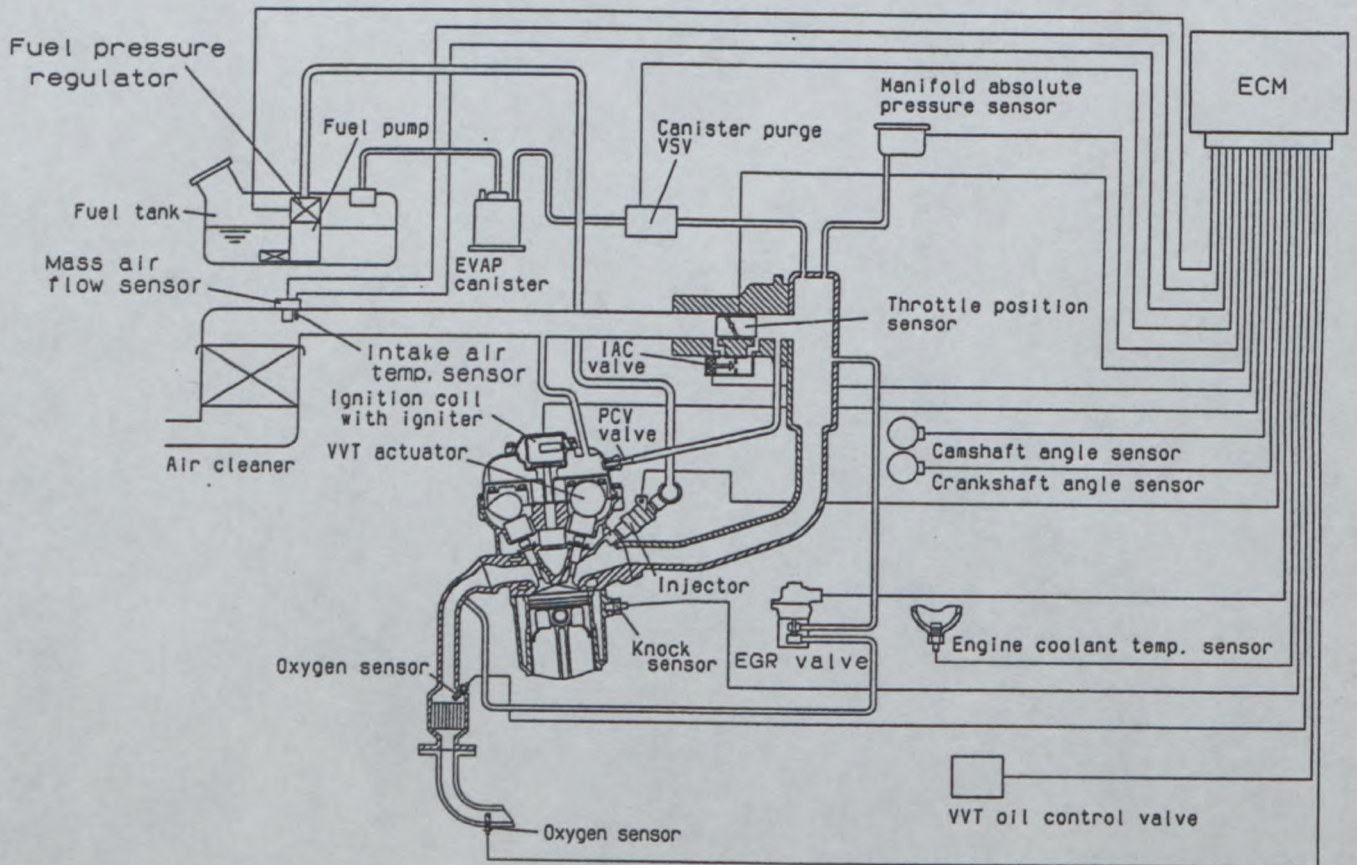 Fuel pressure
regulator
Fuel pump
Fuel tank
Mass air
flow sensor
EVAP
canister
Canister purge
VSV
Manifold absolute
pressure sensor
ECM
Throttle position
sensor
Intake air
temp. sensor
IAC
valve
Ignition coil
with igniter
PCV
valve
VVT actuator
Air cleaner
Camshaft angle sensor
Crankshaft angle sensor
Injector
Knock
sensor
EGR valve
Engine coolant temp. sensor
Oxygen sensor
VVT oil control valve
Oxygen sensor